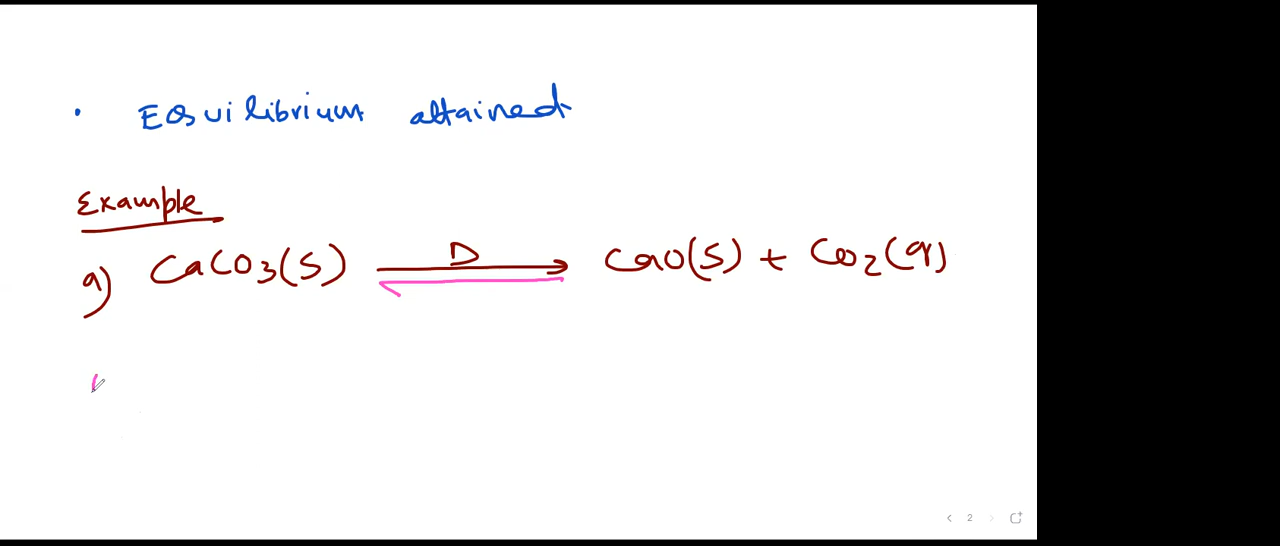 • Equilibrium attained
Example
a) CaCO3(s) ⇌ CaO(s) + CO2(g)
Δ
2